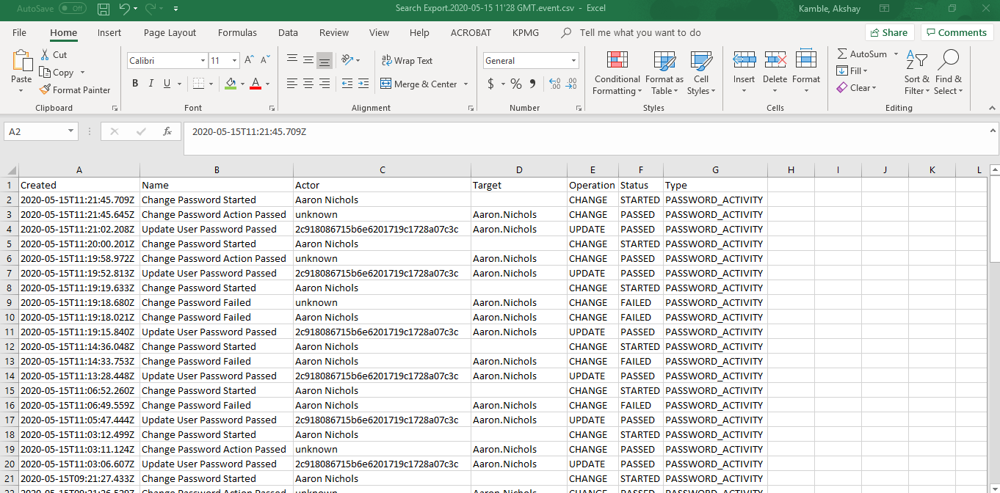 AutoSave Off Search Export.2020-05-15 11'28 GMT.event.csv - Excel Kamble, Akshay
File Home Insert Page Layout Formulas Data Review View Help ACROBAT KPMG Tell me what you want to do Share Comments
Paste Cut Copy Format Painter
Calibri 11 A A
B I U A
ab Wrap Text
Merge & Center
General
$ % 9 .00 .00 .0
Conditional Formatting Format as Table Cell Styles
Insert Delete Format
AutoSum Fill Clear
Sort & Filter Find & Select
Clipboard Font Alignment Number Styles Cells Editing
A2 fx 2020-05-15T11:21:45.709Z
A B C D E F G H I J K L
1 Created Name Actor Target Operation Status Type
2 2020-05-15T11:21:45.709Z Change Password Started Aaron Nichols CHANGE STARTED PASSWORD_ACTIVITY
3 2020-05-15T11:21:45.645Z Change Password Action Passed unknown Aaron.Nichols CHANGE PASSED PASSWORD_ACTIVITY
4 2020-05-15T11:21:02.208Z Update User Password Passed 2c918086715b6e6201719c1728a07c3c Aaron.Nichols UPDATE PASSED PASSWORD_ACTIVITY
5 2020-05-15T11:20:00.201Z Change Password Started Aaron Nichols CHANGE STARTED PASSWORD_ACTIVITY
6 2020-05-15T11:19:58.972Z Change Password Action Passed unknown Aaron.Nichols CHANGE PASSED PASSWORD_ACTIVITY
7 2020-05-15T11:19:52.813Z Update User Password Passed 2c918086715b6e6201719c1728a07c3c Aaron.Nichols UPDATE PASSED PASSWORD_ACTIVITY
8 2020-05-15T11:19:19.633Z Change Password Started Aaron Nichols CHANGE STARTED PASSWORD_ACTIVITY
9 2020-05-15T11:19:18.680Z Change Password Failed unknown Aaron.Nichols CHANGE FAILED PASSWORD_ACTIVITY
10 2020-05-15T11:19:18.021Z Change Password Failed Aaron Nichols Aaron.Nichols CHANGE FAILED PASSWORD_ACTIVITY
11 2020-05-15T11:19:15.840Z Update User Password Passed 2c918086715b6e6201719c1728a07c3c Aaron.Nichols UPDATE PASSED PASSWORD_ACTIVITY
12 2020-05-15T11:14:36.048Z Change Password Started Aaron Nichols CHANGE STARTED PASSWORD_ACTIVITY
13 2020-05-15T11:14:33.753Z Change Password Failed Aaron Nichols Aaron.Nichols CHANGE FAILED PASSWORD_ACTIVITY
14 2020-05-15T11:13:28.448Z Update User Password Passed 2c918086715b6e6201719c1728a07c3c Aaron.Nichols UPDATE PASSED PASSWORD_ACTIVITY
15 2020-05-15T11:06:52.260Z Change Password Started Aaron Nichols CHANGE STARTED PASSWORD_ACTIVITY
16 2020-05-15T11:06:49.559Z Change Password Failed Aaron Nichols Aaron.Nichols CHANGE FAILED PASSWORD_ACTIVITY
17 2020-05-15T11:05:47.444Z Update User Password Passed 2c918086715b6e6201719c1728a07c3c Aaron.Nichols UPDATE PASSED PASSWORD_ACTIVITY
18 2020-05-15T11:03:12.499Z Change Password Started Aaron Nichols CHANGE STARTED PASSWORD_ACTIVITY
19 2020-05-15T11:03:11.124Z Change Password Action Passed unknown Aaron.Nichols CHANGE PASSED PASSWORD_ACTIVITY
20 2020-05-15T11:03:06.607Z Update User Password Passed 2c918086715b6e6201719c1728a07c3c Aaron.Nichols UPDATE PASSED PASSWORD_ACTIVITY
21 2020-05-15T09:21:27.433Z Change Password Started Aaron Nichols CHANGE STARTED PASSWORD_ACTIVITY
22 Change Password Action Passed unknown Aaron.Nichols CHANGE PASSED PASSWORD_ACTIVITY